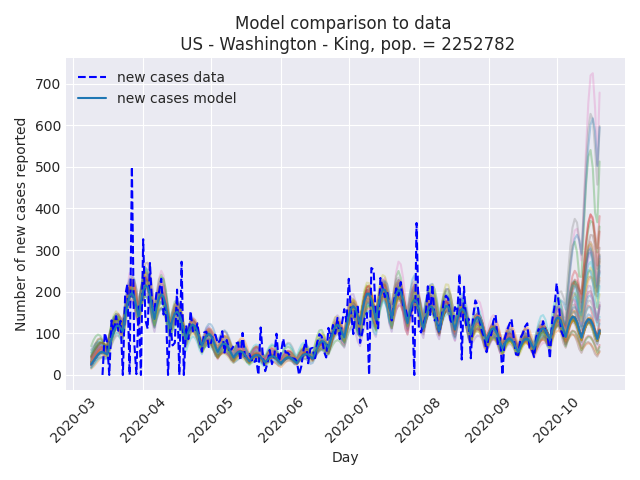 Model comparison to data
US - Washington - King, pop. = 2252782
new cases data
new cases model
Number of new cases reported
700
600
500
400
300
200
100
0
2020-03
2020-04
2020-05
2020-06
2020-07
2020-08
2020-09
2020-10
Day